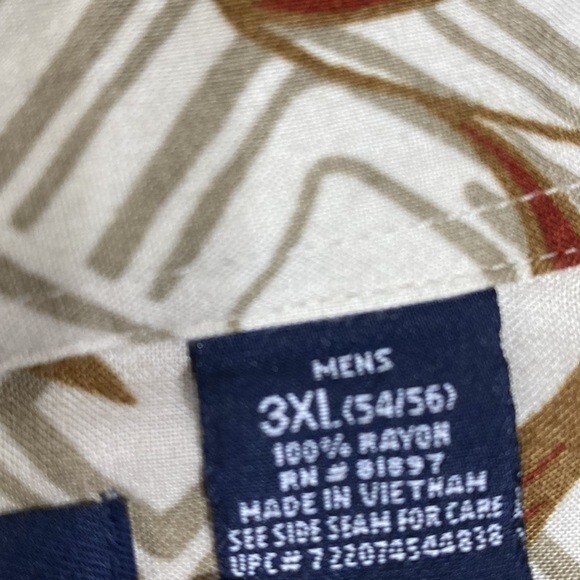 MENS
3XL (54/56)
100% RAYON
RN # 81897
MADE IN VIETNAM
SEE SIDE SEAM FOR CARE
UPC# 722074544838